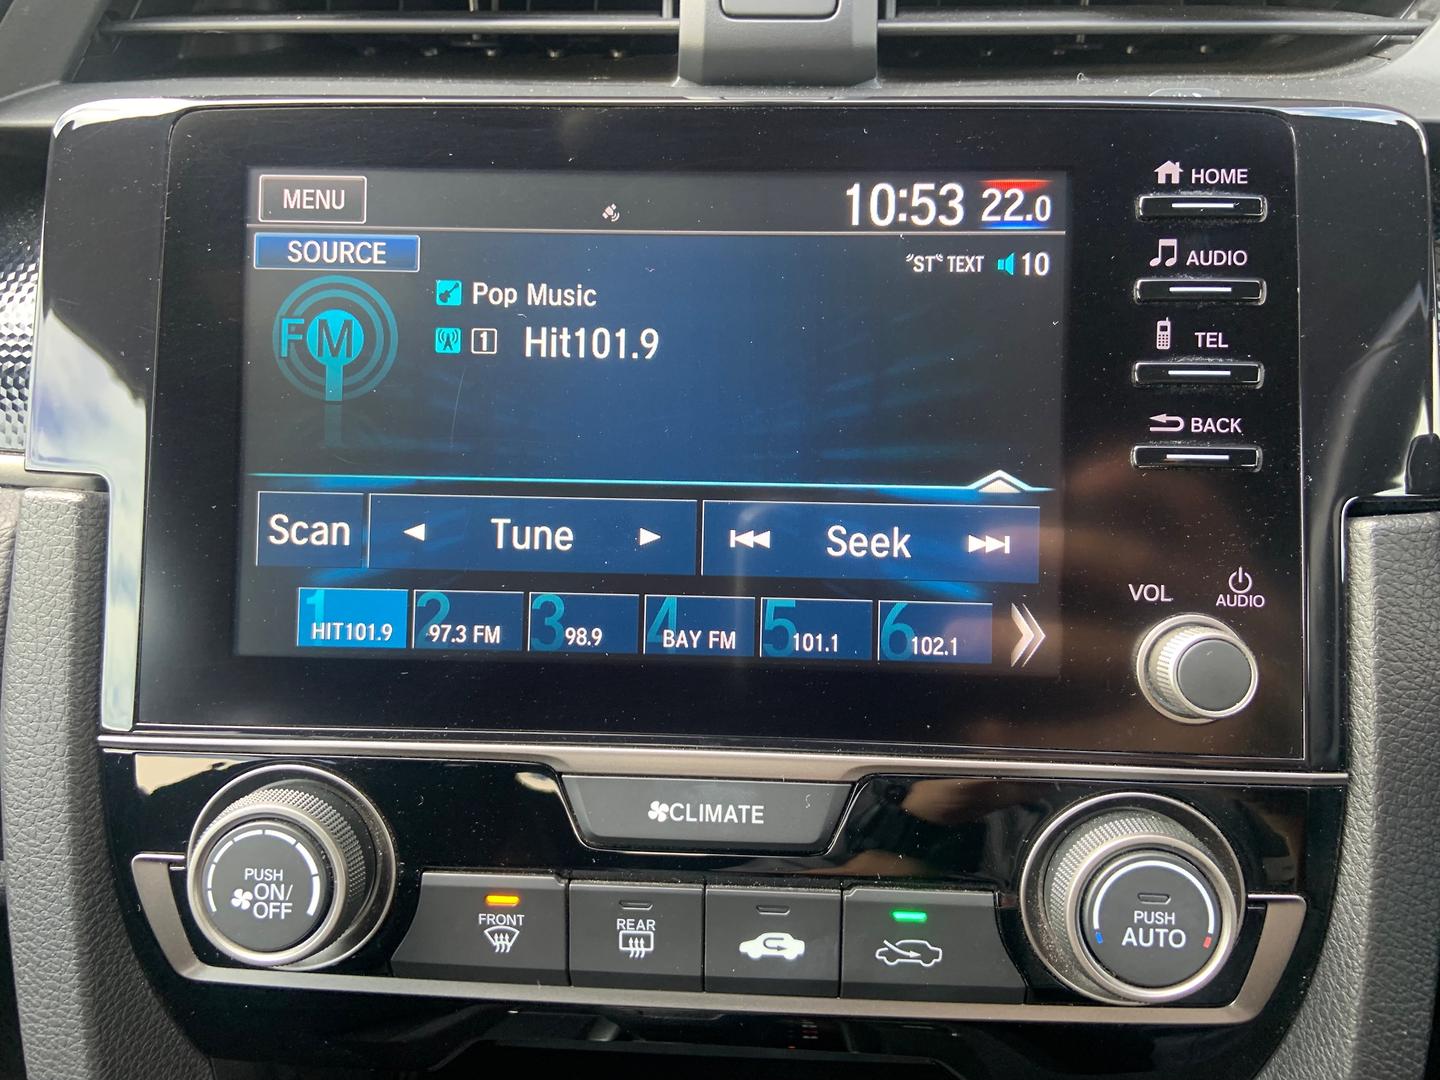 MENU
10:53 22.0
SOURCE
"ST" TEXT 10
FM
Pop Music
1 Hit101.9
Scan
Tune
Seek
1 HIT101.9
2 97.3 FM
3 98.9
4 BAY FM
5 101.1
6 102.1
HOME
AUDIO
TEL
BACK
VOL
AUDIO
CLIMATE
PUSH
ON/
OFF
FRONT
REAR
PUSH
AUTO